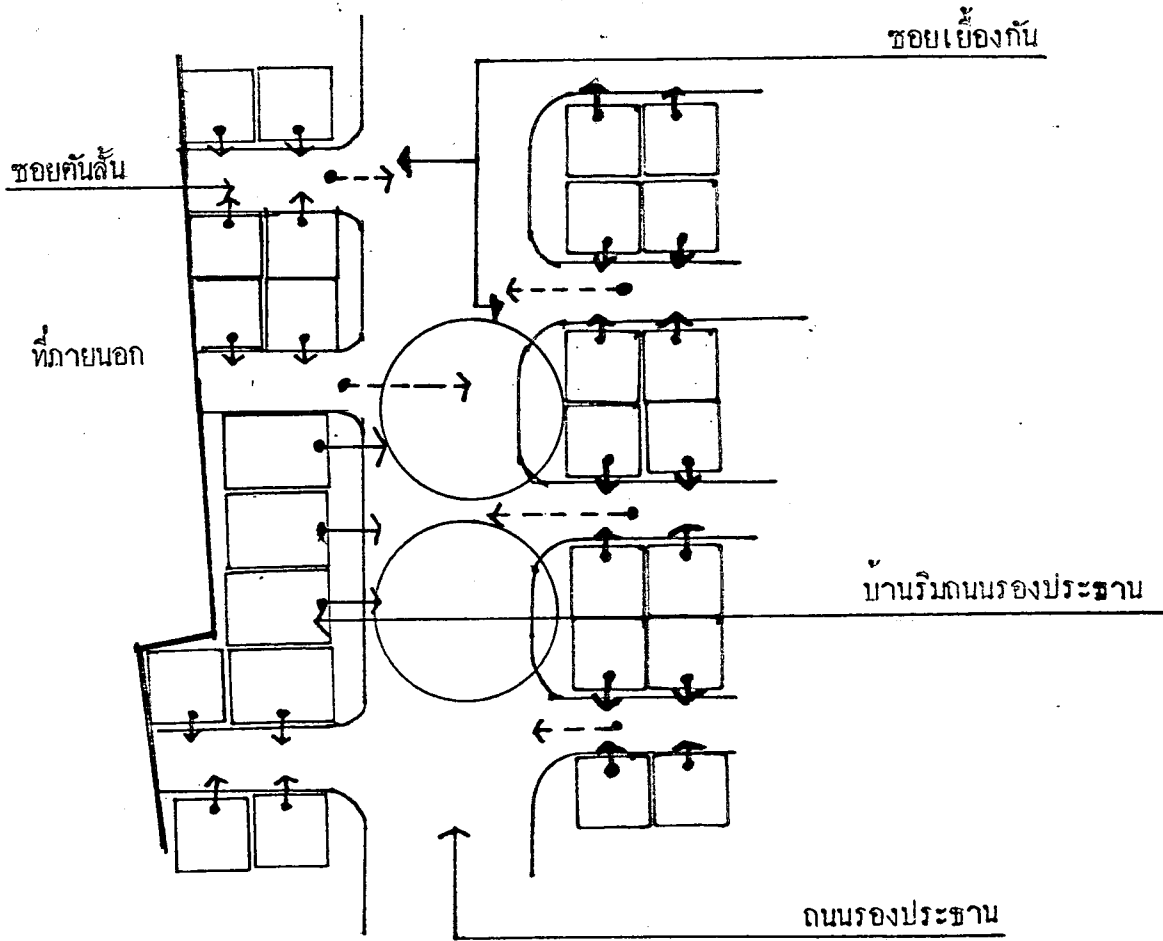 ซอยเยื้องกัน
ซอยตันสั้น
ที่ภายนอก
บ้านริมถนนรองประธาน
ถนนรองประธาน